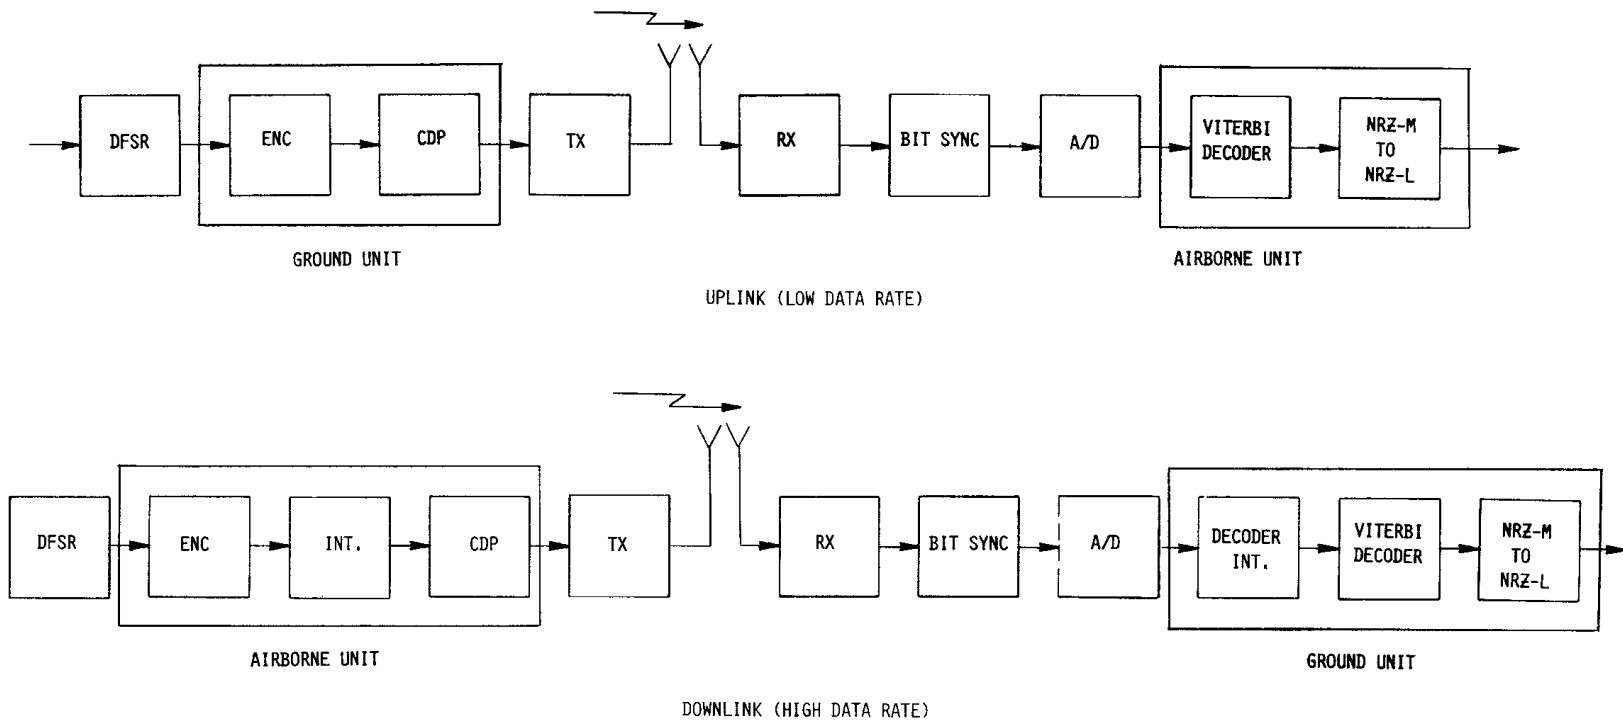 DFSR
ENC
CDP
TX
RX
BIT SYNC
A/D
VITERBI
DECODER
NRZ-M
TO
NRZ-L
GROUND UNIT
AIRBORNE UNIT
UPLINK (LOW DATA RATE)
DFSR
ENC
INT.
CDP
TX
RX
BIT SYNC
A/D
DECODER
INT.
VITERBI
DECODER
NRZ-M
TO
NRZ-L
AIRBORNE UNIT
GROUND UNIT
DOWNLINK (HIGH DATA RATE)